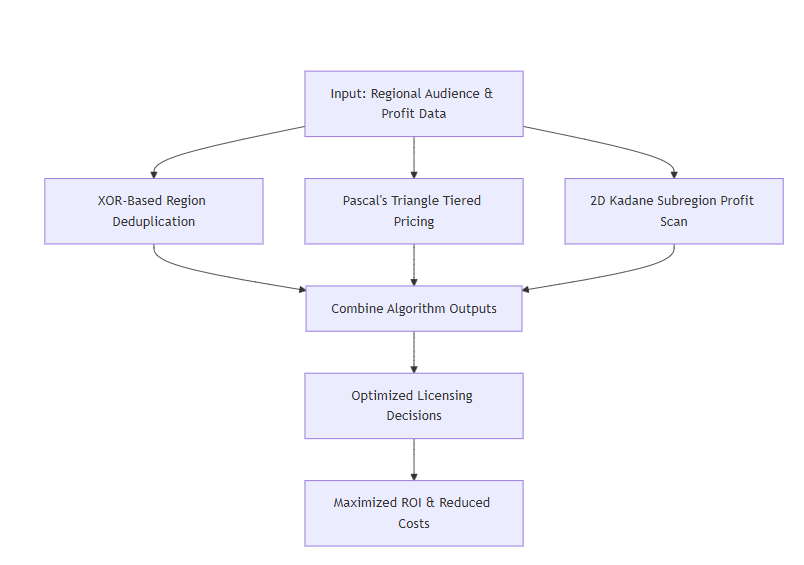 Input: Regional Audience &
Profit Data
XOR-Based Region
Deduplication
Pascal's Triangle Tiered
Pricing
2D Kadane Subregion Profit
Scan
Combine Algorithm Outputs
Optimized Licensing
Decisions
Maximized ROI & Reduced
Costs